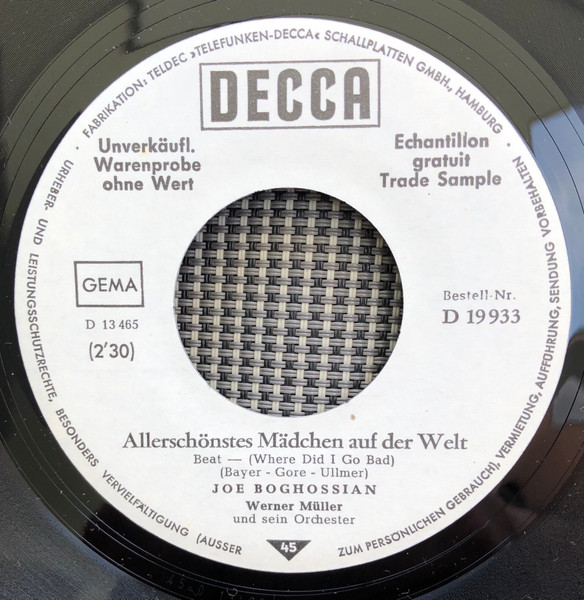 · FABRIKATION: TELDEC »TELEFUNKEN-DECCA« SCHALLPLATTEN GMBH., HAMBURG ·
DECCA
Unverkäufl.
Warenprobe
ohne Wert
Echantillon
gratuit
Trade Sample
GEMA
D 13 465
(2'30)
Bestell-Nr.
D 19 933
Allerschönstes Mädchen auf der Welt
Beat — (Where Did I Go Bad)
(Bayer - Gore - Ullmer)
JOE BOGHOSSIAN
Werner Müller
und sein Orchester
45
URHEBER- UND LEISTUNGSSCHUTZRECHTE, BESONDERS VERVIELFÄLTIGUNG (AUSSER ZUM PERSÖNLICHEN GEBRAUCH), VERMIETUNG, AUFFÜHRUNG, SENDUNG VORBEHALTEN